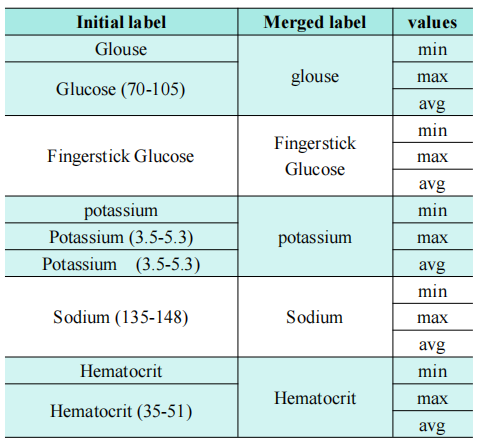 Initial label Merged label values
Glouse min
Glucose (70-105) glouse max
avg
Fingerstick Glucose Fingerstick Glucose min
max
avg
potassium min
Potassium (3.5-5.3) potassium max
Potassium (3.5-5.3) avg
min
Sodium (135-148) Sodium max
avg
Hematocrit min
Hematocrit (35-51) Hematocrit max
avg